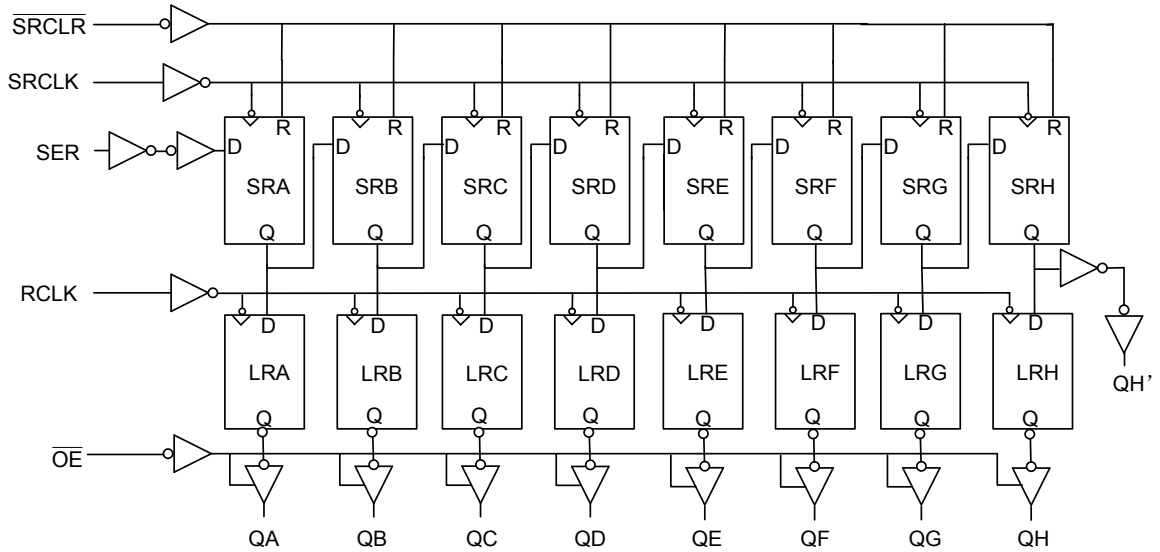 SRCLR
SRCLK
R R R R R R R R
SER
D D D D D D D D
SRA SRB SRC SRD SRE SRF SRG SRH
Q Q Q Q Q Q Q Q
RCLK
D D D D D D D D
LRA LRB LRC LRD LRE LRF LRG LRH
QH'
Q Q Q Q Q Q Q Q
OE
QA QB QC QD QE QF QG QH